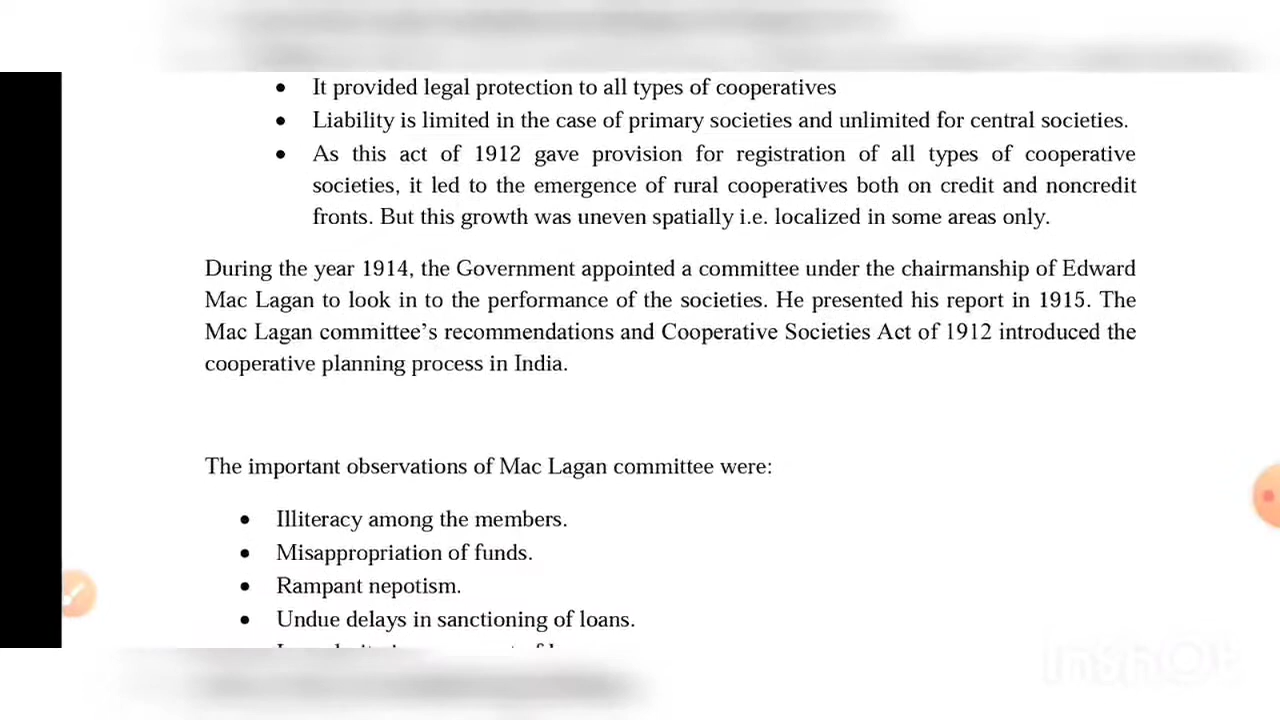 • It provided legal protection to all types of cooperatives
• Liability is limited in the case of primary societies and unlimited for central societies.
• As this act of 1912 gave provision for registration of all types of cooperative
societies, it led to the emergence of rural cooperatives both on credit and noncredit
fronts. But this growth was uneven spatially i.e. localized in some areas only.
During the year 1914, the Government appointed a committee under the chairmanship of Edward
Mac Lagan to look in to the performance of the societies. He presented his report in 1915. The
Mac Lagan committee’s recommendations and Cooperative Societies Act of 1912 introduced the
cooperative planning process in India.
The important observations of Mac Lagan committee were:
• Illiteracy among the members.
• Misappropriation of funds.
• Rampant nepotism.
• Undue delays in sanctioning of loans.